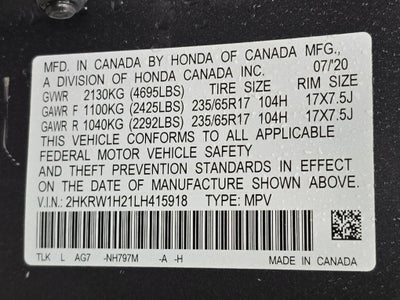 MFD. IN CANADA BY HONDA OF CANADA MFG.,
A DIVISION OF HONDA CANADA INC. 07/'20
GVWR 2130KG (4695LBS) TIRE SIZE RIM SIZE
GAWR F 1100KG (2425LBS) 235/65R17 104H 17X7.5J
GAWR R 1040KG (2292LBS) 235/65R17 104H 17X7.5J
THIS VEHICLE CONFORMS TO ALL APPLICABLE
FEDERAL MOTOR VEHICLE SAFETY
AND THEFT PREVENTION STANDARDS IN EFFECT
ON THE DATE OF MANUFACTURE SHOWN ABOVE.
V.I.N.: 2HKRW1H21LH415918 TYPE: MPV
TLK L AG7 -NH797M -A -H MADE IN CANADA